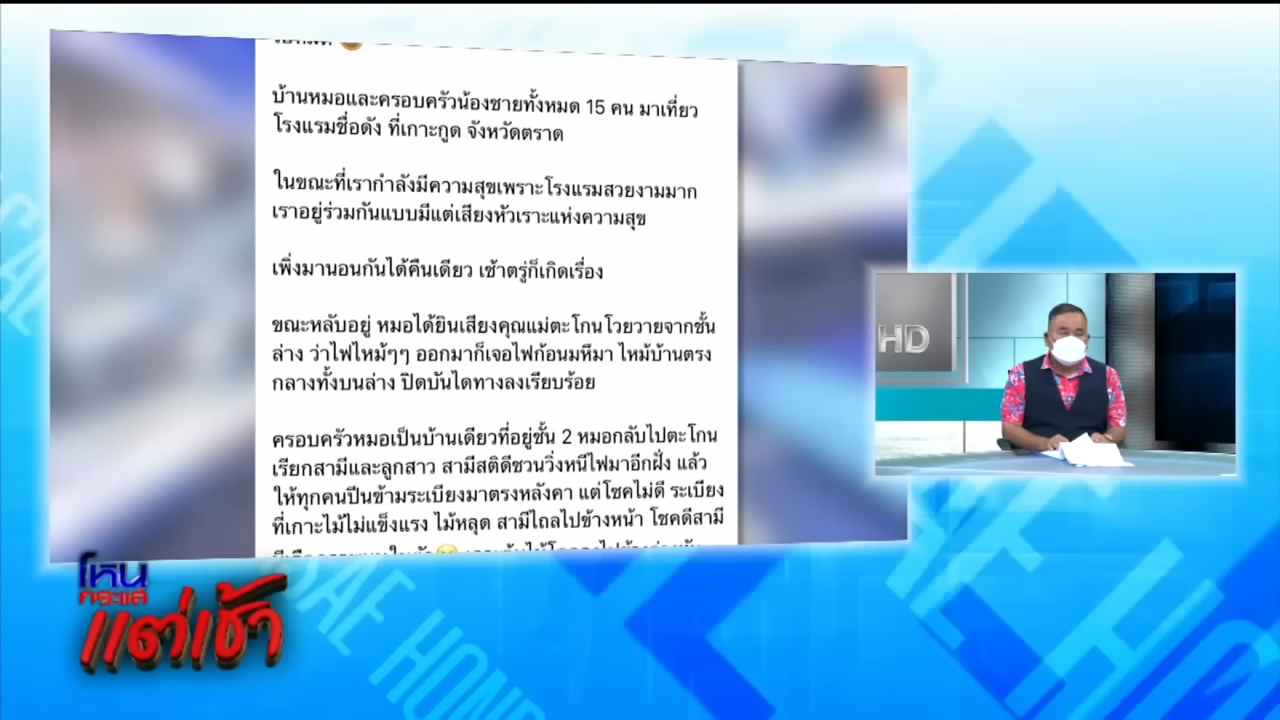 บ้านหมอและครอบครัวน้องชายทั้งหมด 15 คน มาเที่ยว
โรงแรมชื่อดัง ที่เกาะกูด จังหวัดตราด
ในขณะที่เรากำลังมีความสุขเพราะโรงแรมสวยงามมาก
เราอยู่ร่วมกันแบบมีแต่เสียงหัวเราะแห่งความสุข
เพิ่งมานอนกันได้คืนเดียว เช้าตรู่ก็เกิดเรื่อง
ขณะหลับอยู่ หมอได้ยินเสียงคุณแม่ตะโกนโวยวายจากชั้น
ล่าง ว่าไฟไหม้ๆๆ ออกมาก็เจอไฟก้อนมหึมา ไหม้บ้านตรง
กลางทั้งบนล่าง ปิดบันไดทางลงเรียบร้อย
ครอบครัวหมอเป็นบ้านเดียวที่อยู่ชั้น 2 หมอกลับไปตะโกน
เรียกสามีและลูกสาว สามีสติดีชวนวิ่งหนีไฟมาอีกฝั่ง แล้ว
ให้ทุกคนปีนข้ามระเบียงมาตรงหลังคา แต่โชคไม่ดี ระเบียง
ที่เกาะไม้ไม่แข็งแรง ไม้หลุด สามีไถลไปข้างหน้า โชคดีสามี
HD
โหนกระแส
แต่เช้า
SAE HON